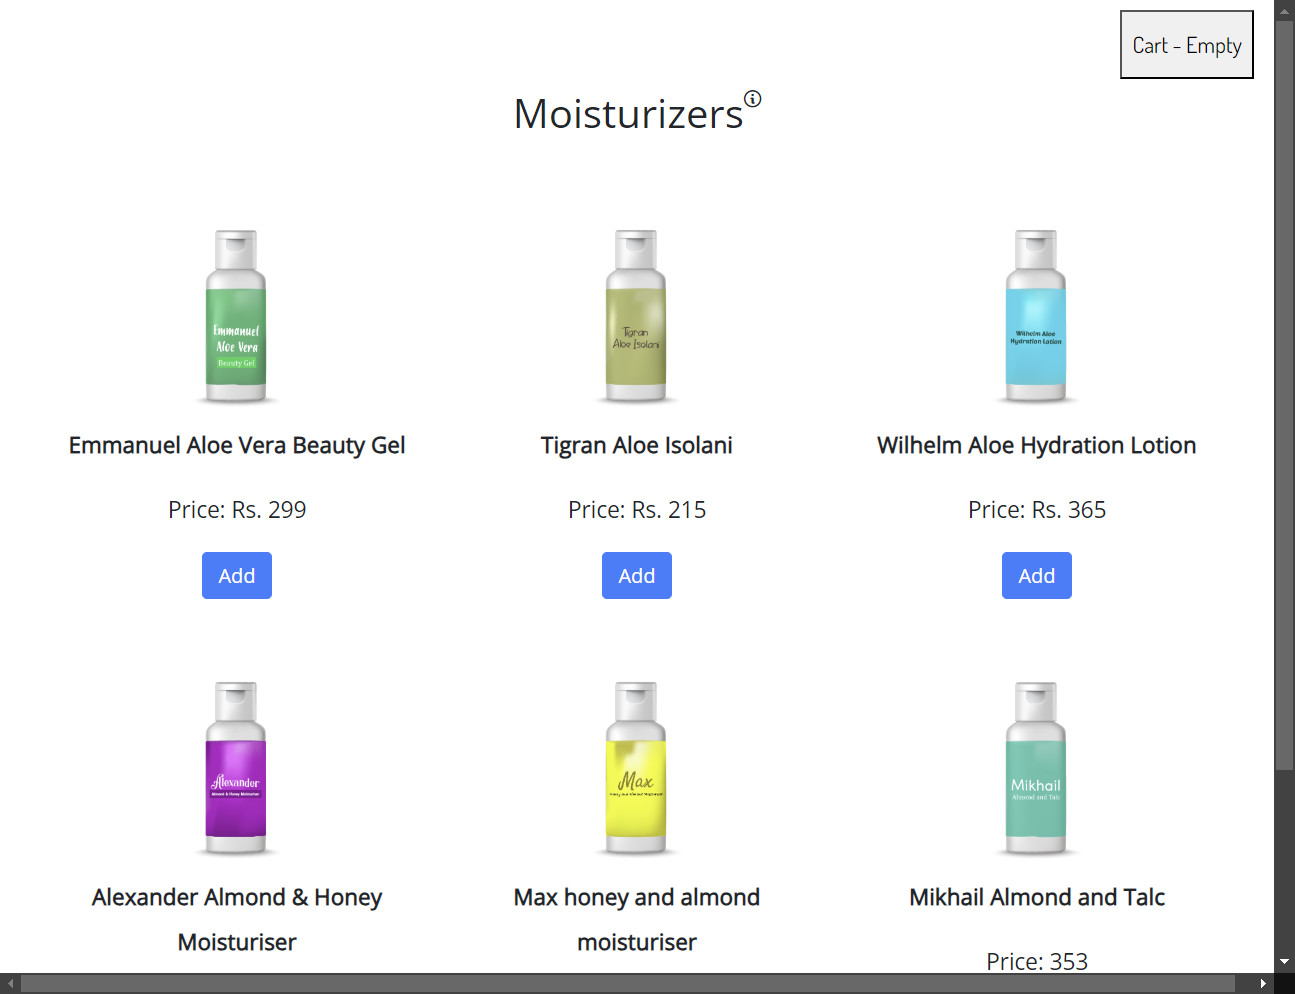 Cart - Empty
Moisturizers
Emmanuel
Aloe Vera
Beauty Gel
Tigran
Aloe Isolani
Wilhelm Aloe
Hydration Lotion
Emmanuel Aloe Vera Beauty Gel
Tigran Aloe Isolani
Wilhelm Aloe Hydration Lotion
Price: Rs. 299
Price: Rs. 215
Price: Rs. 365
Add
Add
Add
Alexander
Almond & Honey Moisturiser
Max
Mikhail
Almond and Talc
Alexander Almond & Honey
Moisturiser
Max honey and almond
moisturiser
Mikhail Almond and Talc
Price: 353